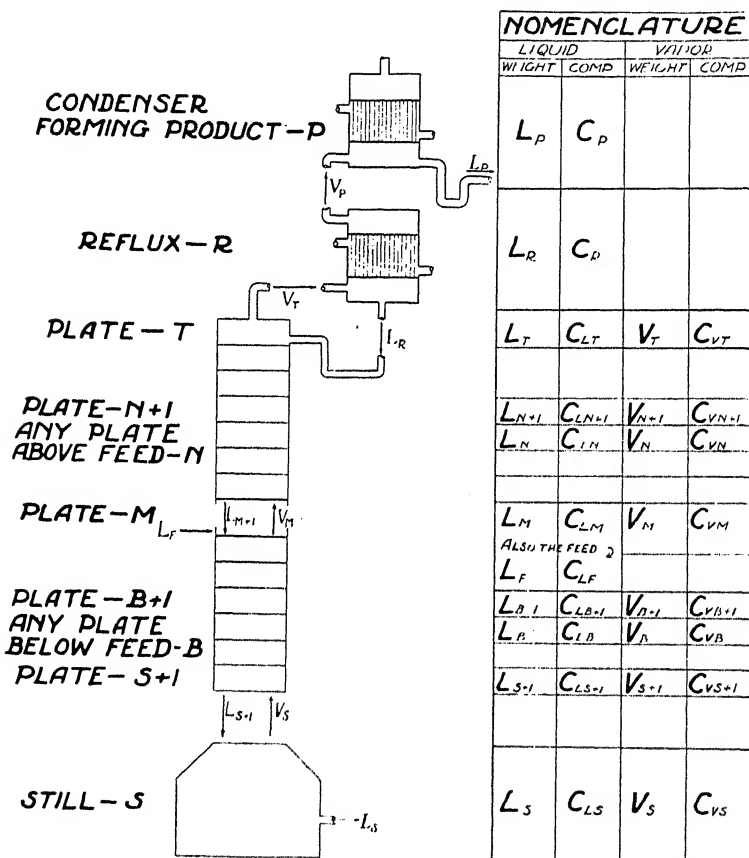 NOMENCLATURE
LIQUID VAPOR
WEIGHT COMP WEIGHT COMP
CONDENSER
FORMING PRODUCT-P
L_P C_P
L_P
V_P
REFLUX-R
L_R C_R
V_T
L_R
PLATE-T
L_T C_LT V_T C_VT
PLATE-N+1
L_N+1 C_LN+1 V_N+1 C_VN+1
ANY PLATE
ABOVE FEED-N
L_N C_LN V_N C_VN
PLATE-M
L_F
L_M+1 V_M
L_M C_LM V_M C_VM
ALSO THE FEED
L_F C_LF
PLATE-B+1
L_B+1 C_LB+1 V_B+1 C_VB+1
ANY PLATE
BELOW FEED-B
L_B C_LB V_B C_VB
PLATE-S+1
L_S+1 C_LS+1 V_S+1 C_VS+1
L_S+1 V_S
STILL-S
L_S
L_S C_LS V_S C_VS